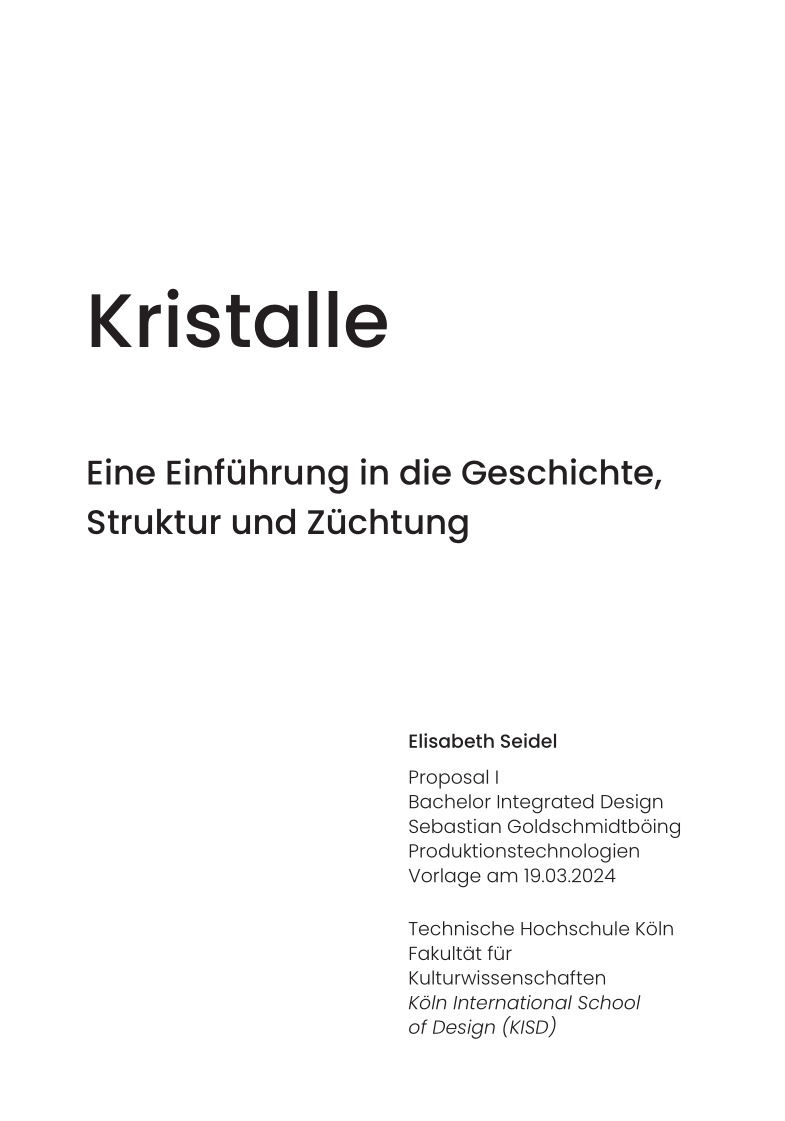 Kristalle
Eine Einführung in die Geschichte,
Struktur und Züchtung
Elisabeth Seidel
Proposal I
Bachelor Integrated Design
Sebastian Goldschmidtböing
Produktionstechnologien
Vorlage am 19.03.2024
Technische Hochschule Köln
Fakultät für
Kulturwissenschaften
Köln International School
of Design (KISD)